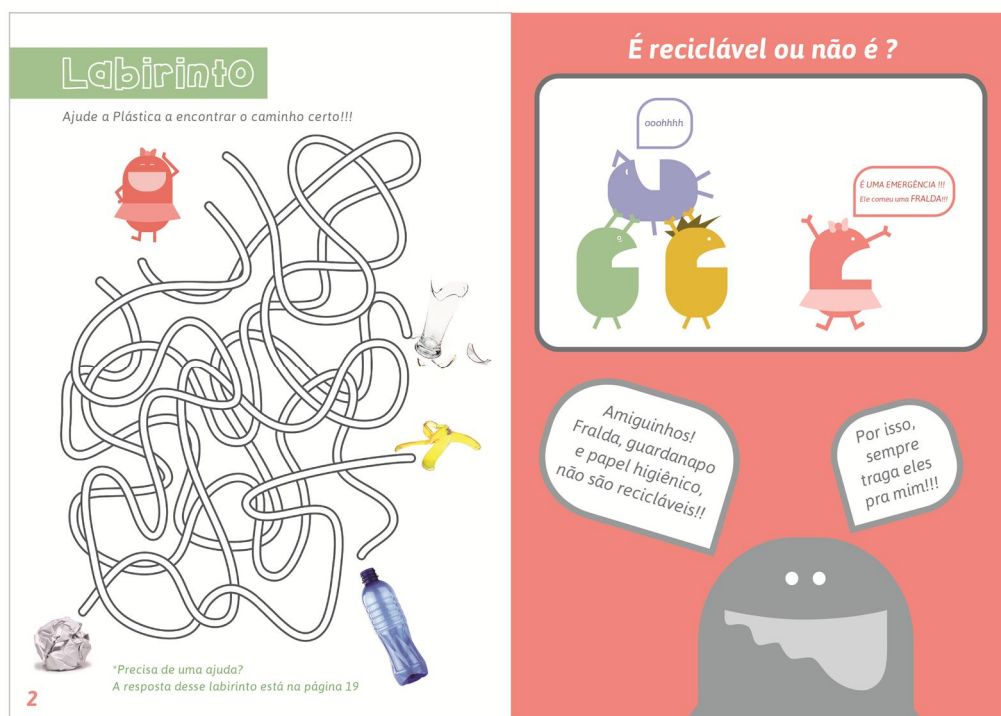 Labirinto
Ajude a Plástica a encontrar o caminho certo!!!
*Precisa de uma ajuda?
A resposta desse labirinto está na página 19
2
É reciclável ou não é ?
ooohhhh
É UMA EMERGÊNCIA !!!
Ele comeu uma FRALDA!!!
Amiguinhos!
Fralda, guardanapo
e papel higiênico,
não são recicláveis!!
Por isso,
sempre
traga eles
pra mim!!!